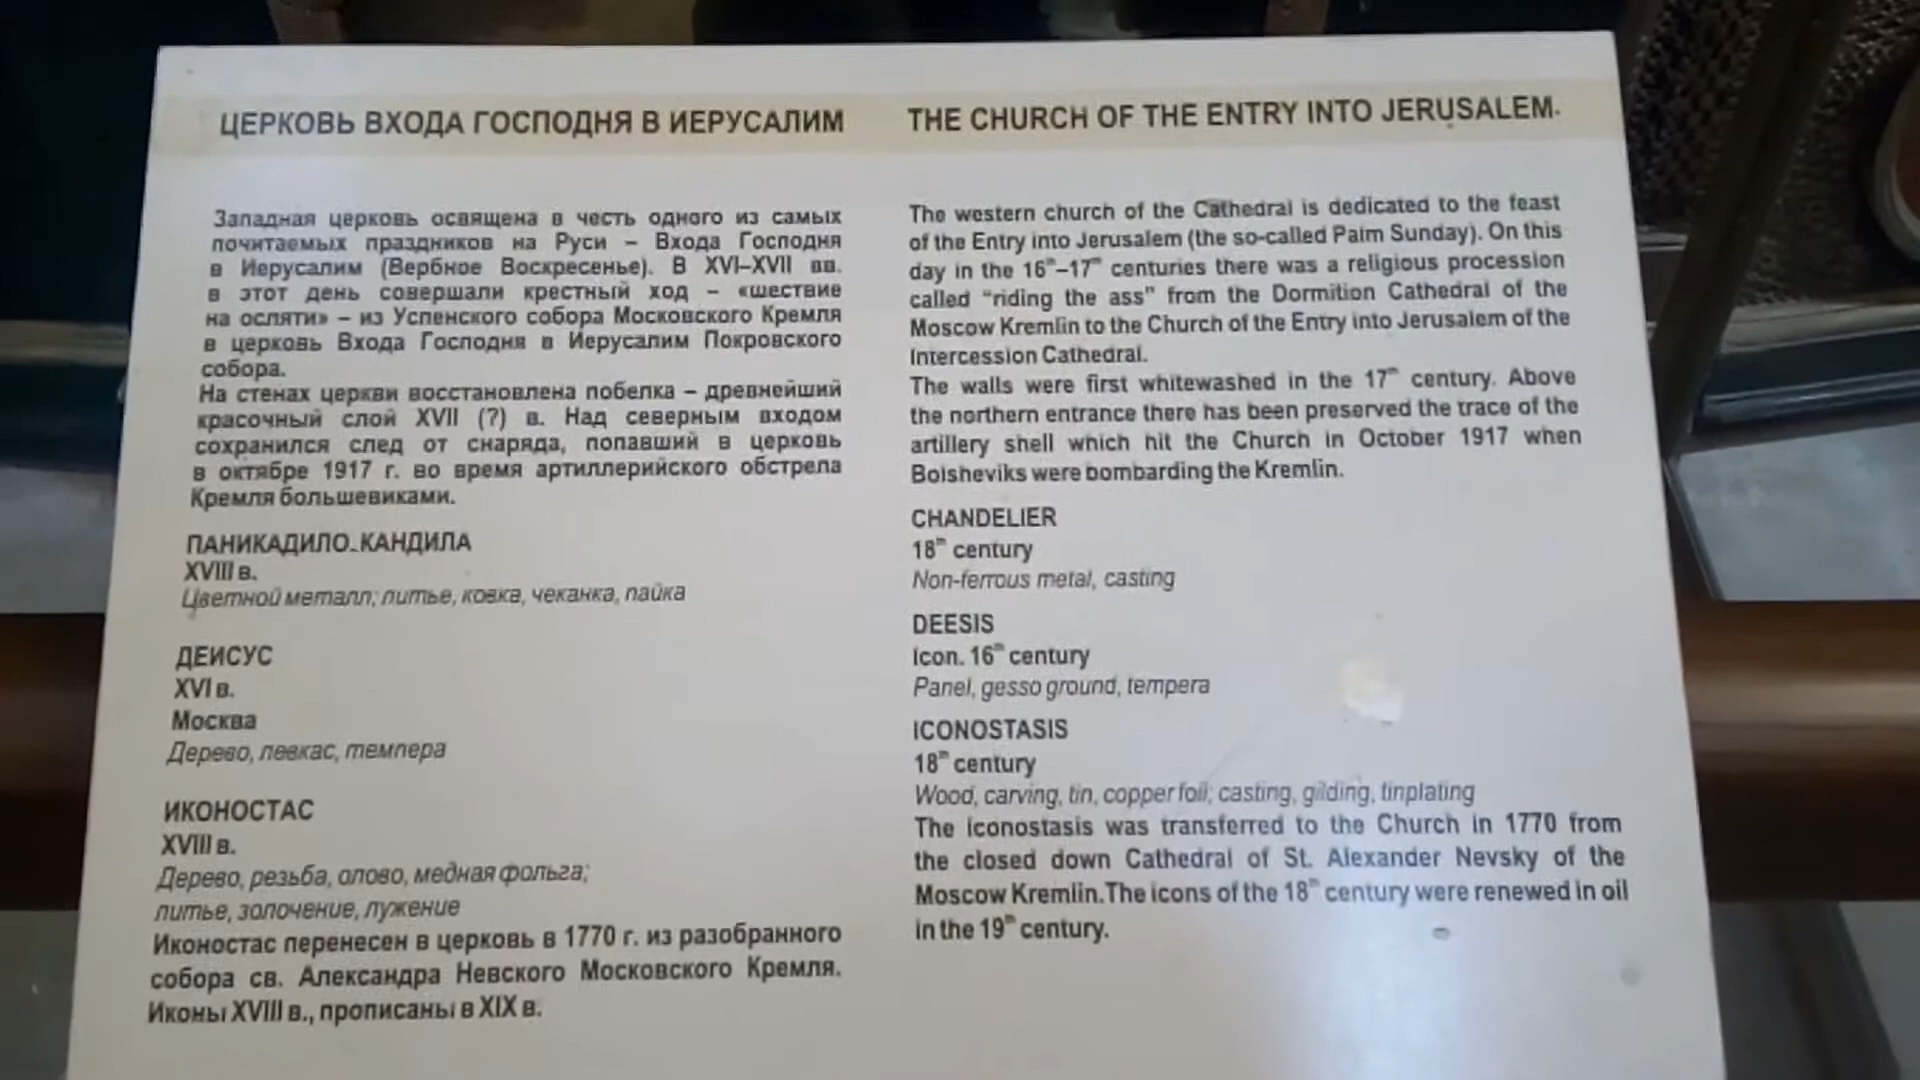 ЦЕРКОВЬ ВХОДА ГОСПОДНЯ В ИЕРУСАЛИМ
Западная церковь освящена в честь одного из самых
почитаемых праздников на Руси – Входа Господня
в Иерусалим (Вербное Воскресенье). В XVI–XVII вв.
в этот день совершали крестный ход – «шествие
на осляти» – из Успенского собора Московского Кремля
в церковь Входа Господня в Иерусалим Покровского
собора.
На стенах церкви восстановлена побелка – древнейший
красочный слой XVII (?) в. Над северным входом
сохранился след от снаряда, попавший в церковь
в октябре 1917 г. во время артиллерийского обстрела
Кремля большевиками.
ПАНИКАДИЛО-КАНДИЛА
XVIII в.
Цветной металл; литье, ковка, чеканка, пайка
ДЕИСУС
XVI в.
Москва
Дерево, левкас, темпера
ИКОНОСТАС
XVIII в.
Дерево, резьба, олово, медная фольга;
литье, золочение, лужение
Иконостас перенесен в церковь в 1770 г. из разобранного
собора св. Александра Невского Московского Кремля.
Иконы XVIII в., прописаны в XIX в.
THE CHURCH OF THE ENTRY INTO JERUSALEM
The western church of the Cathedral is dedicated to the feast
of the Entry into Jerusalem (the so-called Palm Sunday). On this
day in the 16th–17th centuries there was a religious procession
called "riding the ass" from the Dormition Cathedral of the
Moscow Kremlin to the Church of the Entry into Jerusalem of the
Intercession Cathedral.
The walls were first whitewashed in the 17th century. Above
the northern entrance there has been preserved the trace of the
artillery shell which hit the Church in October 1917 when
Bolsheviks were bombarding the Kremlin.
CHANDELIER
18th century
Non-ferrous metal, casting
DEESIS
Icon. 16th century
Panel, gesso ground, tempera
ICONOSTASIS
18th century
Wood, carving, tin, copper foil; casting, gilding, tinplating
The iconostasis was transferred to the Church in 1770 from
the closed down Cathedral of St. Alexander Nevsky of the
Moscow Kremlin. The icons of the 18th century were renewed in oil
in the 19th century.